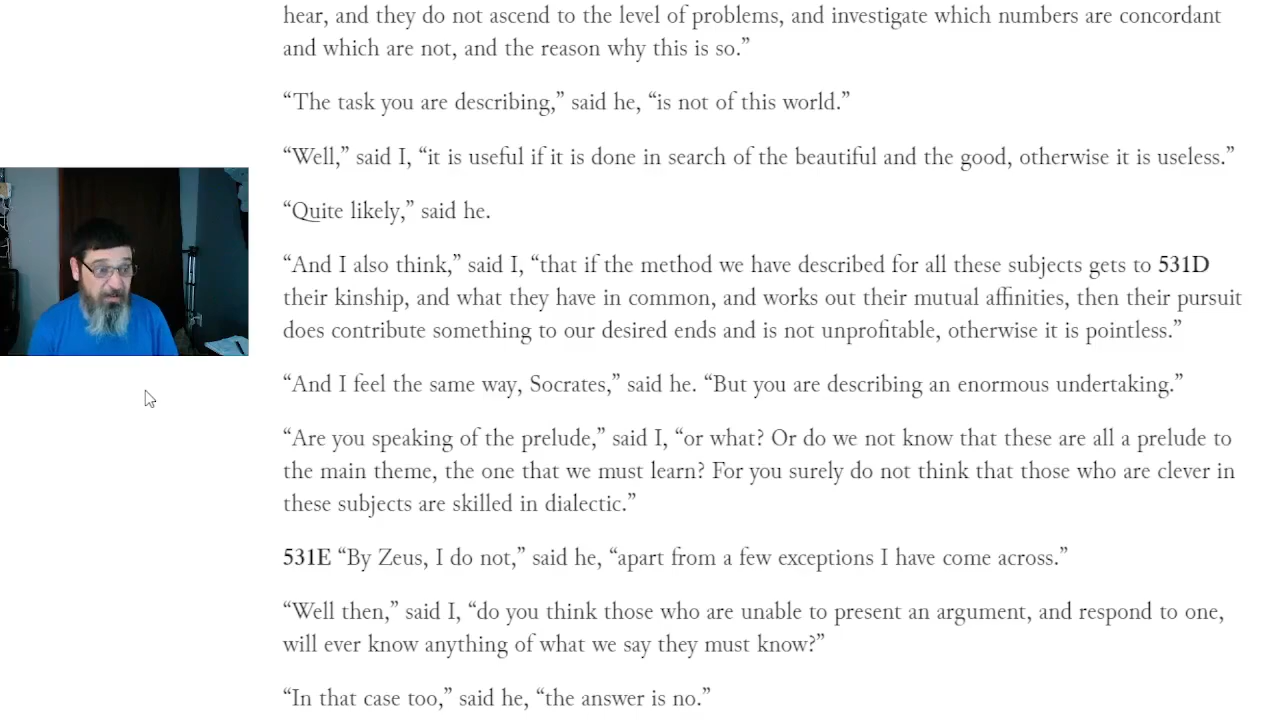 hear, and they do not ascend to the level of problems, and investigate which numbers are concordant
and which are not, and the reason why this is so.”
“The task you are describing,” said he, “is not of this world.”
“Well,” said I, “it is useful if it is done in search of the beautiful and the good, otherwise it is useless.”
“Quite likely,” said he.
“And I also think,” said I, “that if the method we have described for all these subjects gets to 531D
their kinship, and what they have in common, and works out their mutual affinities, then their pursuit
does contribute something to our desired ends and is not unprofitable, otherwise it is pointless.”
“And I feel the same way, Socrates,” said he. “But you are describing an enormous undertaking.”
“Are you speaking of the prelude,” said I, “or what? Or do we not know that these are all a prelude to
the main theme, the one that we must learn? For you surely do not think that those who are clever in
these subjects are skilled in dialectic.”
531E “By Zeus, I do not,” said he, “apart from a few exceptions I have come across.”
“Well then,” said I, “do you think those who are unable to present an argument, and respond to one,
will ever know anything of what we say they must know?”
“In that case too,” said he, “the answer is no.”